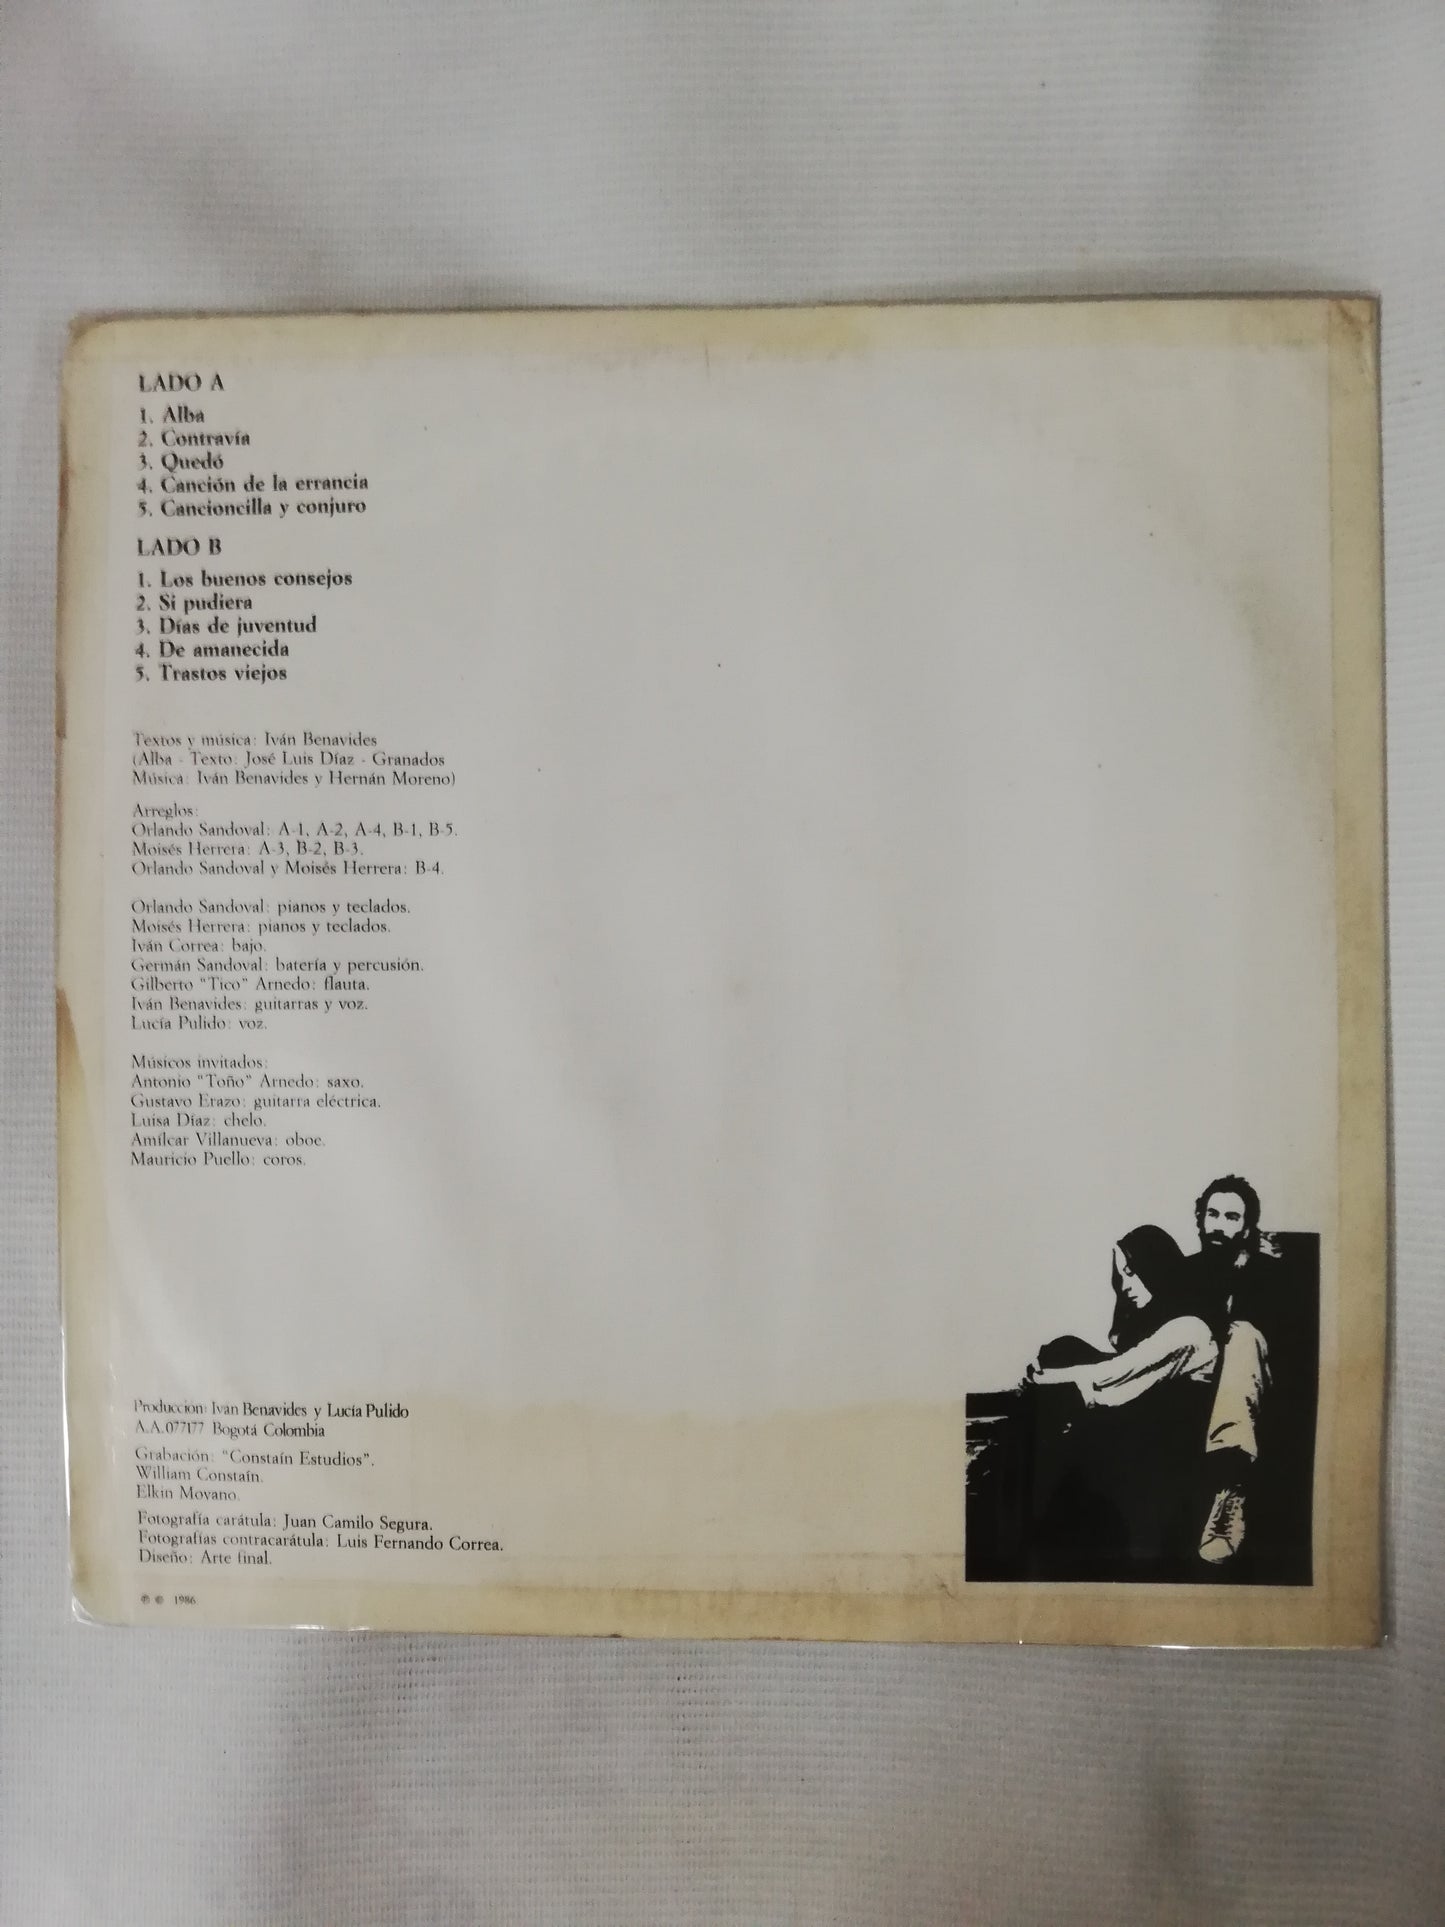 LADO A
1. Alba
2. Contravía
3. Quedó
4. Canción de la errancia
5. Cancioncilla y conjuro
LADO B
1. Los buenos consejos
2. Si pudiera
3. Días de juventud
4. De amanecida
5. Trastos viejos
Textos y música: Iván Benavides
(Alba - Texto: José Luis Díaz - Granados
Música: Iván Benavides y Hernán Moreno)
Arreglos:
Orlando Sandoval: A-1, A-2, A-4, B-1, B-5.
Moisés Herrera: A-3, B-2, B-3.
Orlando Sandoval y Moisés Herrera: B-4.
Orlando Sandoval: pianos y teclados.
Moisés Herrera: pianos y teclados.
Iván Correa: bajo.
Germán Sandoval: batería y percusión.
Gilberto "Tico" Arnedo: flauta.
Iván Benavides: guitarras y voz.
Lucía Pulido: voz.
Músicos invitados:
Antonio "Toño" Arnedo: saxo.
Gustavo Erazo: guitarra eléctrica.
Luisa Díaz: chelo.
Amílcar Villanueva: oboe.
Mauricio Puello: coros.
Producción: Ivan Benavides y Lucía Pulido
A.A.077177 Bogotá Colombia
Grabación: "Constaín Estudios".
William Constaín.
Elkin Moyano.
Fotografía carátula: Juan Camilo Segura.
Fotografías contracarátula: Luis Fernando Correa.
Diseño: Arte final.
℗ © 1986